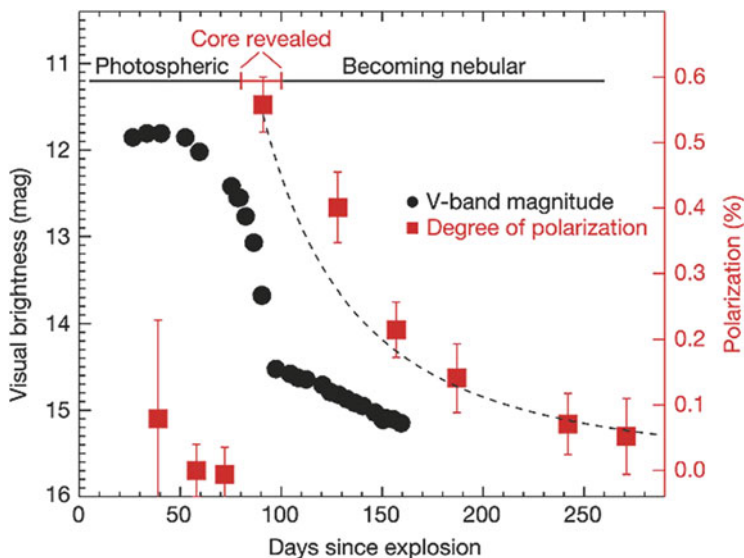 Core revealed
Photospheric
Becoming nebular
11
12
13
14
15
16
Visual brightness (mag)
V-band magnitude
Degree of polarization
0.6
0.5
0.4
0.3
0.2
0.1
0.0
Polarization (%)
0
50
100
150
200
250
Days since explosion